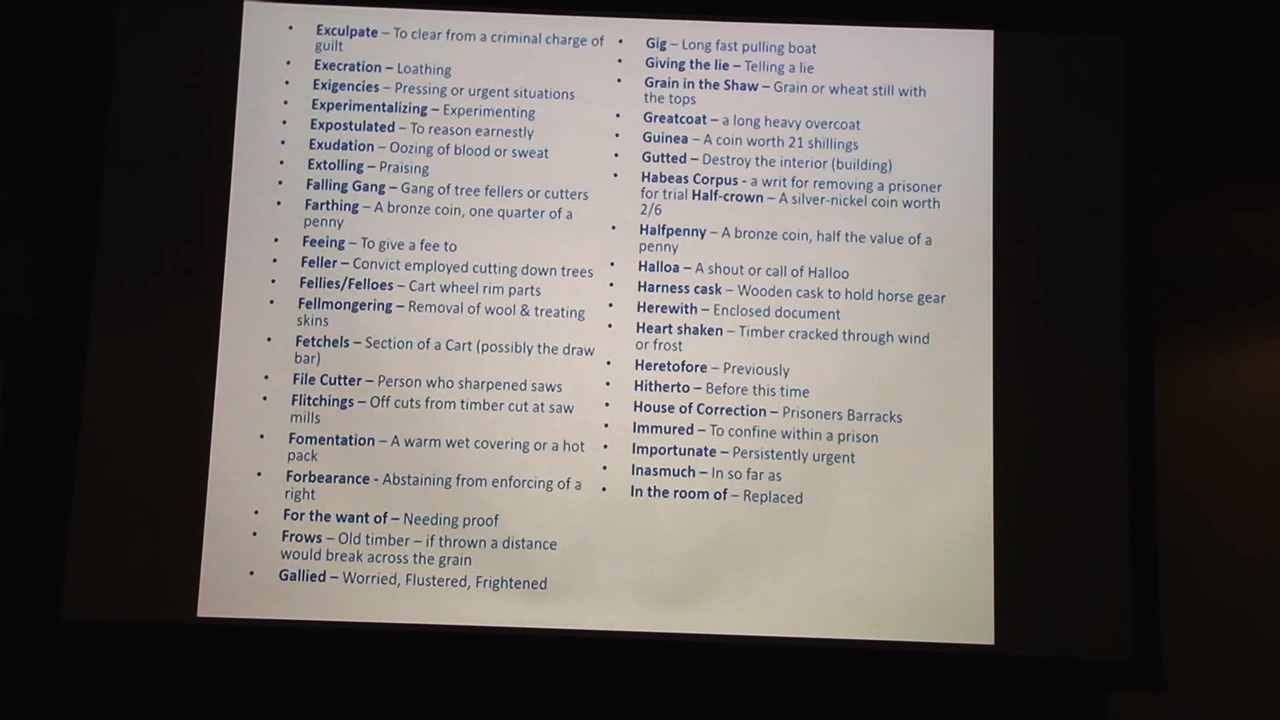 • Exculpate – To clear from a criminal charge of
guilt
• Execration – Loathing
• Exigencies – Pressing or urgent situations
• Experimentalizing – Experimenting
• Expostulated – To reason earnestly
• Exudation – Oozing of blood or sweat
• Extolling – Praising
• Falling Gang – Gang of tree fellers or cutters
• Farthing – A bronze coin, one quarter of a
penny
• Feeing – To give a fee to
• Feller – Convict employed cutting down trees
• Fellies/Felloes – Cart wheel rim parts
• Fellmongering – Removal of wool & treating
skins
• Fetchels – Section of a Cart (possibly the draw
bar)
• File Cutter – Person who sharpened saws
• Flitchings – Off cuts from timber cut at saw
mills
• Fomentation – A warm wet covering or a hot
pack
• Forbearance - Abstaining from enforcing of a
right
• For the want of – Needing proof
• Frows – Old timber – if thrown a distance
would break across the grain
• Gallied – Worried, Flustered, Frightened
• Gig – Long fast pulling boat
• Giving the lie – Telling a lie
• Grain in the Shaw – Grain or wheat still with
the tops
• Greatcoat – a long heavy overcoat
• Guinea – A coin worth 21 shillings
• Gutted – Destroy the interior (building)
• Habeas Corpus - a writ for removing a prisoner
for trial Half-crown – A silver-nickel coin worth
2/6
• Halfpenny – A bronze coin, half the value of a
penny
• Halloa – A shout or call of Halloo
• Harness cask – Wooden cask to hold horse gear
• Herewith – Enclosed document
• Heart shaken – Timber cracked through wind
or frost
• Heretofore – Previously
• Hitherto – Before this time
• House of Correction – Prisoners Barracks
• Immured – To confine within a prison
• Importunate – Persistently urgent
• Inasmuch – In so far as
• In the room of – Replaced